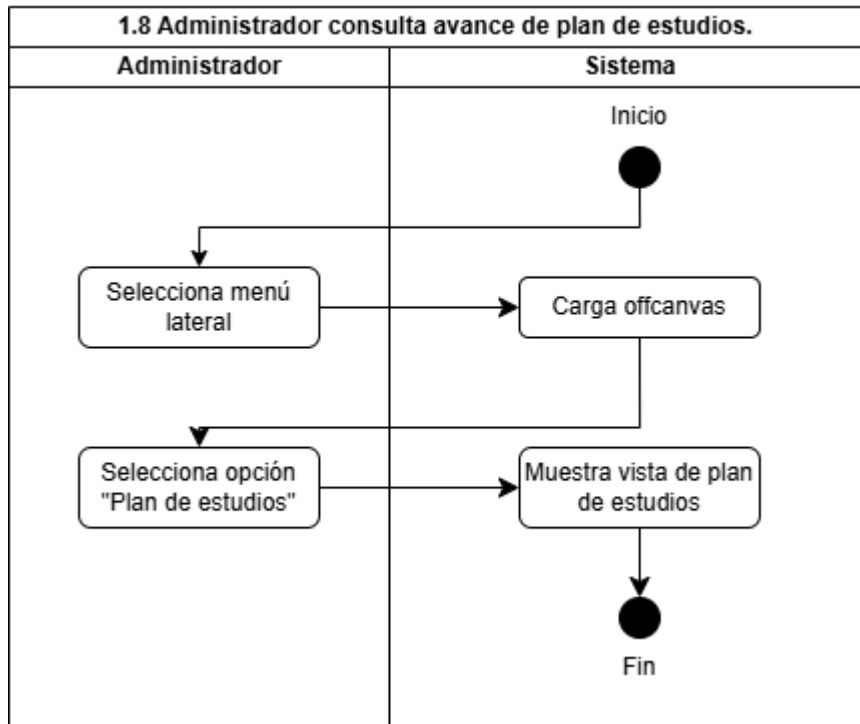 1.8 Administrador consulta avance de plan de estudios.
Administrador
Sistema
Inicio
Selecciona menú
lateral
Carga offcanvas
Selecciona opción
"Plan de estudios"
Muestra vista de plan
de estudios
Fin